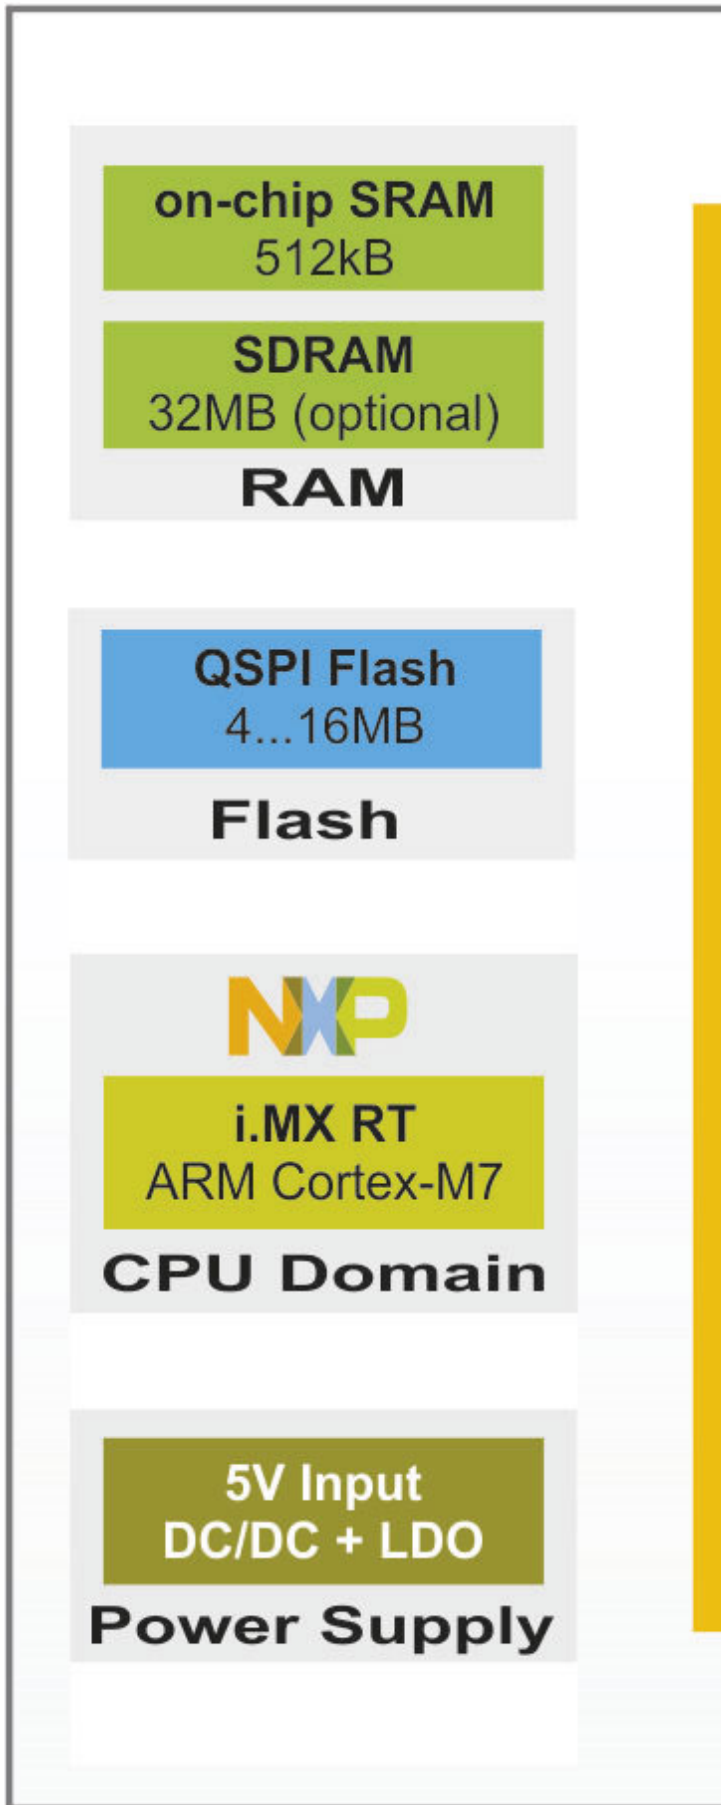 on-chip SRAM
512kB
SDRAM
32MB (optional)
RAM
QSPI Flash
4...16MB
Flash
NXP
i.MX RT
ARM Cortex-M7
CPU Domain
5V Input
DC/DC + LDO
Power Supply